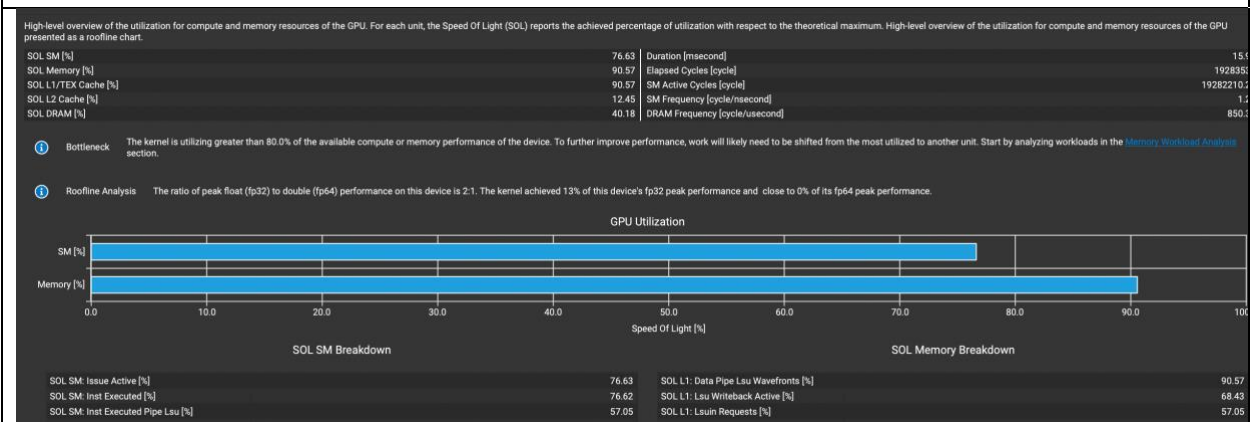 High-level overview of the utilization for compute and memory resources of the GPU. For each unit, the Speed Of Light (SOL) reports the achieved percentage of utilization with respect to the theoretical maximum. High-level overview of the utilization for compute and memory resources of the GPU
presented as a roofline chart.
SOL SM [%] 76.63 Duration [msecond] 15.9
SOL Memory [%] 90.57 Elapsed Cycles [cycle] 1928353
SOL L1/TEX Cache [%] 90.57 SM Active Cycles [cycle] 19282210.2
SOL L2 Cache [%] 12.45 SM Frequency [cycle/nsecond] 1.2
SOL DRAM [%] 40.18 DRAM Frequency [cycle/usecond] 850.3
Bottleneck The kernel is utilizing greater than 80.0% of the available compute or memory performance of the device. To further improve performance, work will likely need to be shifted from the most utilized to another unit. Start by analyzing workloads in the Memory Workload Analysis
section.
Roofline Analysis The ratio of peak float (fp32) to double (fp64) performance on this device is 2:1. The kernel achieved 13% of this device's fp32 peak performance and close to 0% of its fp64 peak performance.
GPU Utilization
SM [%]
Memory [%]
0.0 10.0 20.0 30.0 40.0 50.0 60.0 70.0 80.0 90.0 100
Speed Of Light [%]
SOL SM Breakdown SOL Memory Breakdown
SOL SM: Issue Active [%] 76.63 SOL L1: Data Pipe Lsu Wavefronts [%] 90.57
SOL SM: Inst Executed [%] 76.62 SOL L1: Lsu Writeback Active [%] 68.43
SOL SM: Inst Executed Pipe Lsu [%] 57.05 SOL L1: Lsuin Requests [%] 57.05